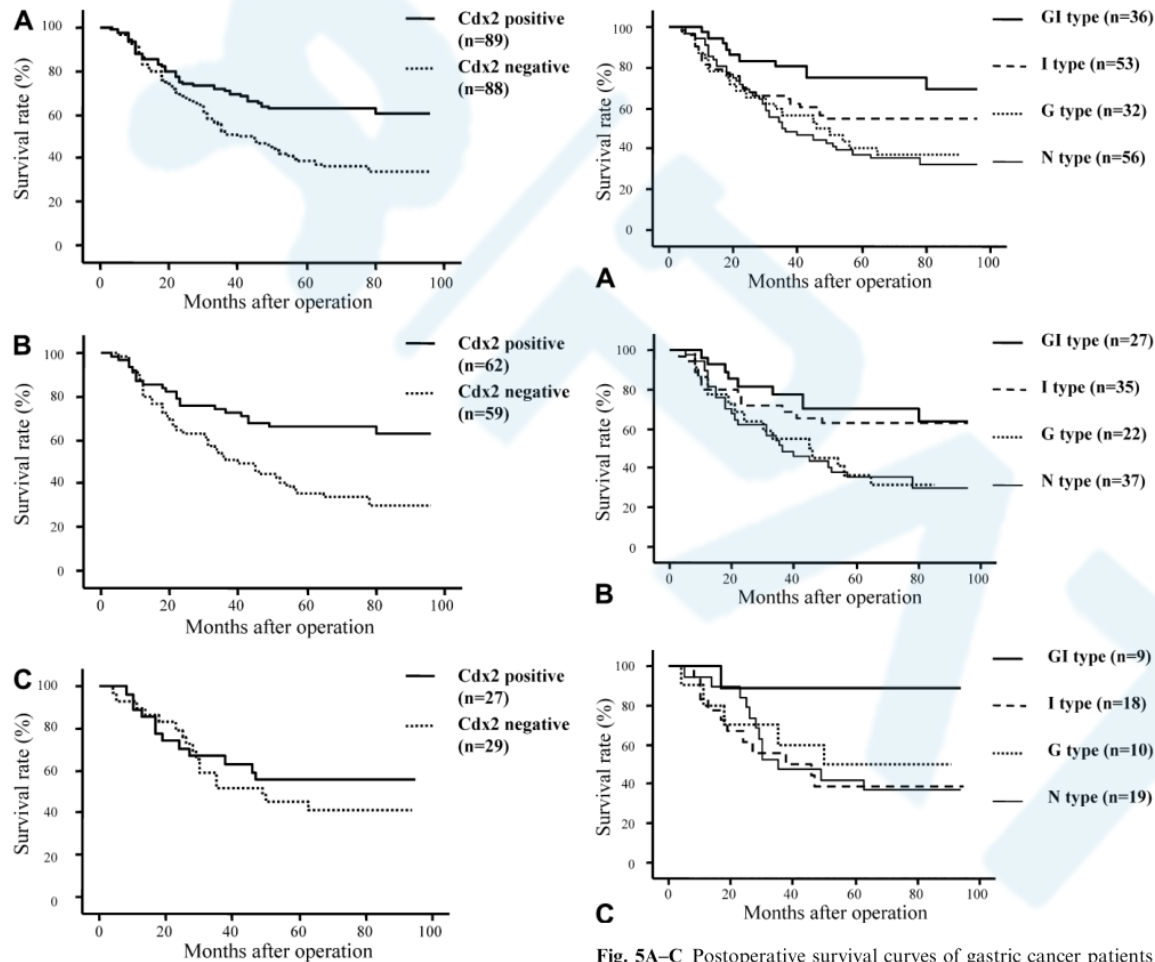 A
100
80
60
40
20
0
Survival rate (%)
0 20 40 60 80 100
Months after operation
Cdx2 positive
(n=89)
Cdx2 negative
(n=88)
B
100
80
60
40
20
0
Survival rate (%)
0 20 40 60 80 100
Months after operation
Cdx2 positive
(n=62)
Cdx2 negative
(n=59)
C
100
80
60
40
20
0
Survival rate (%)
0 20 40 60 80 100
Months after operation
Cdx2 positive
(n=27)
Cdx2 negative
(n=29)
100
80
60
40
20
0
Survival rate (%)
0 20 40 60 80 100
Months after operation
A
GI type (n=36)
I type (n=53)
G type (n=32)
N type (n=56)
100
80
60
40
20
0
Survival rate (%)
0 20 40 60 80 100
Months after operation
B
GI type (n=27)
I type (n=35)
G type (n=22)
N type (n=37)
100
80
60
40
20
0
Survival rate (%)
0 20 40 60 80 100
Months after operation
C
GI type (n=9)
I type (n=18)
G type (n=10)
N type (n=19)
Fig. 5A–C Postoperative survival curves of gastric cancer patients